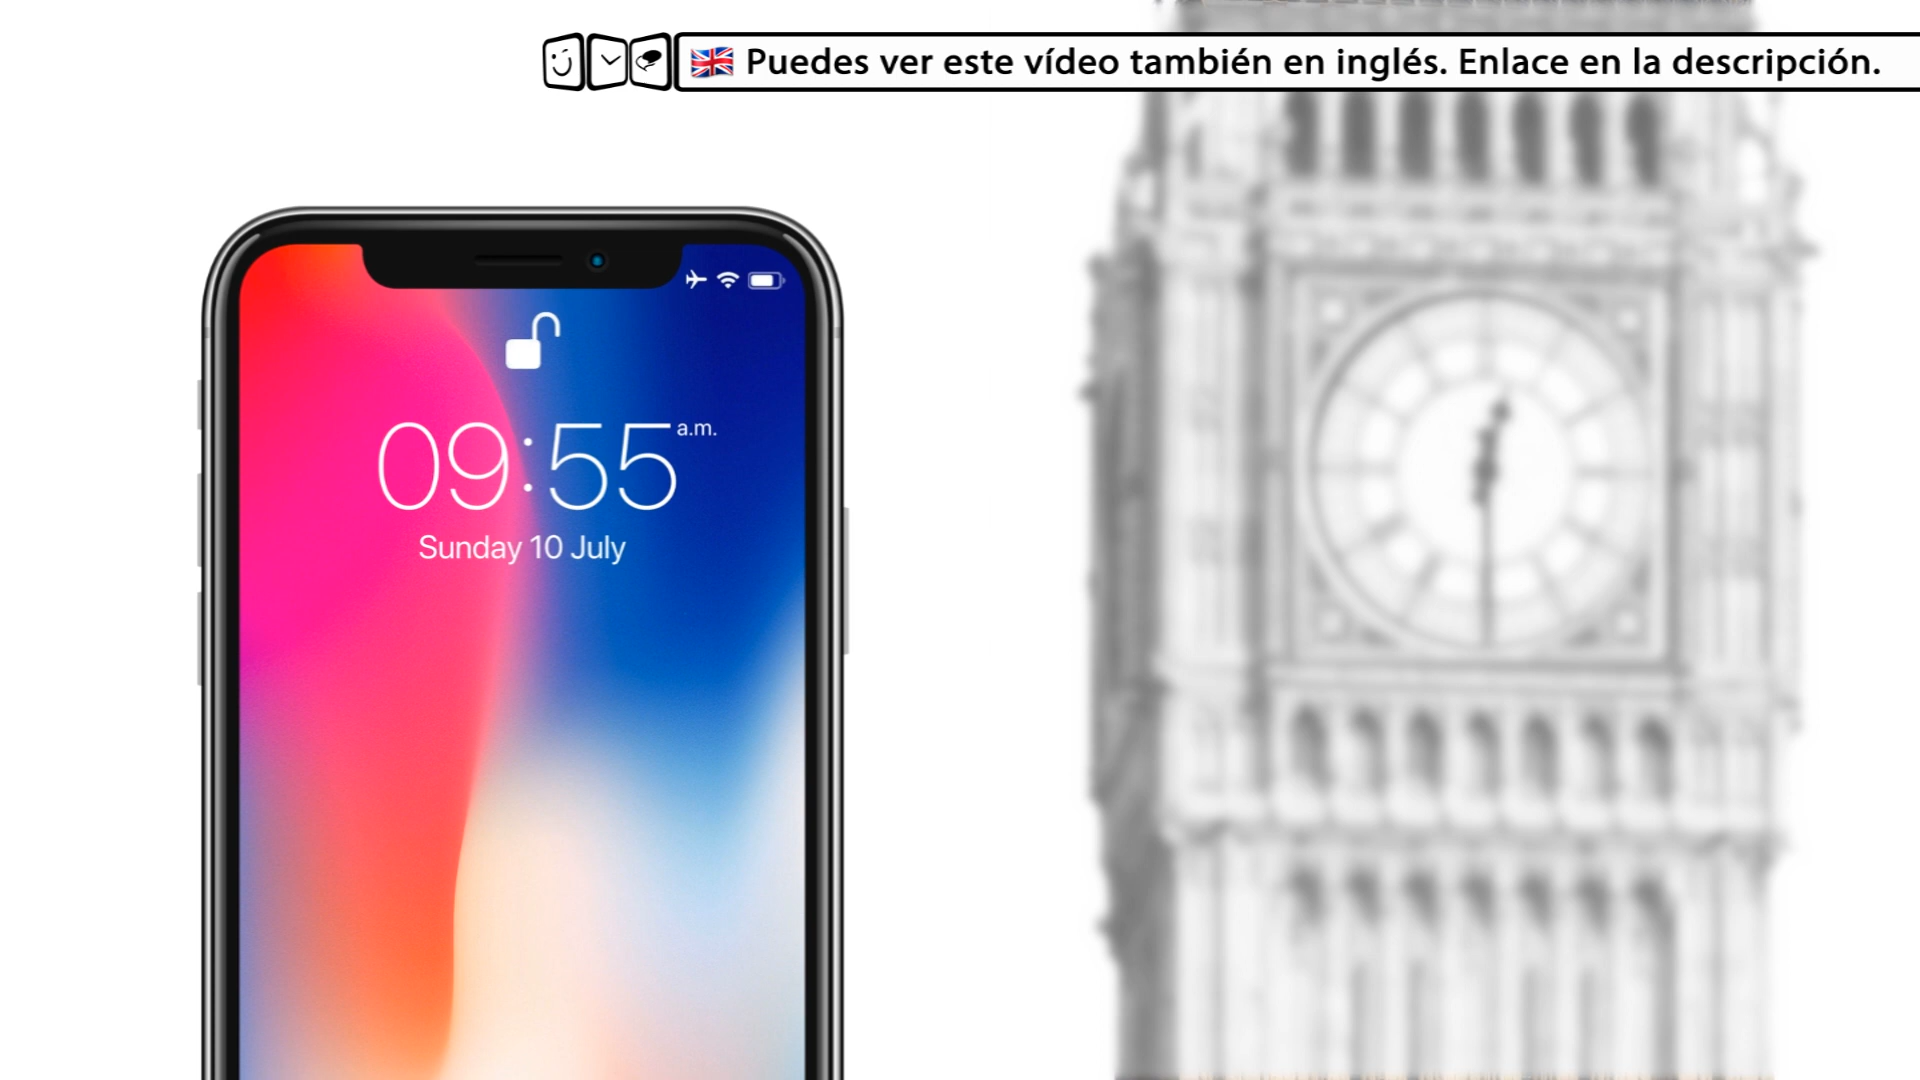 🇬🇧 Puedes ver este vídeo también en inglés. Enlace en la descripción.
09:55 a.m.
Sunday 10 July